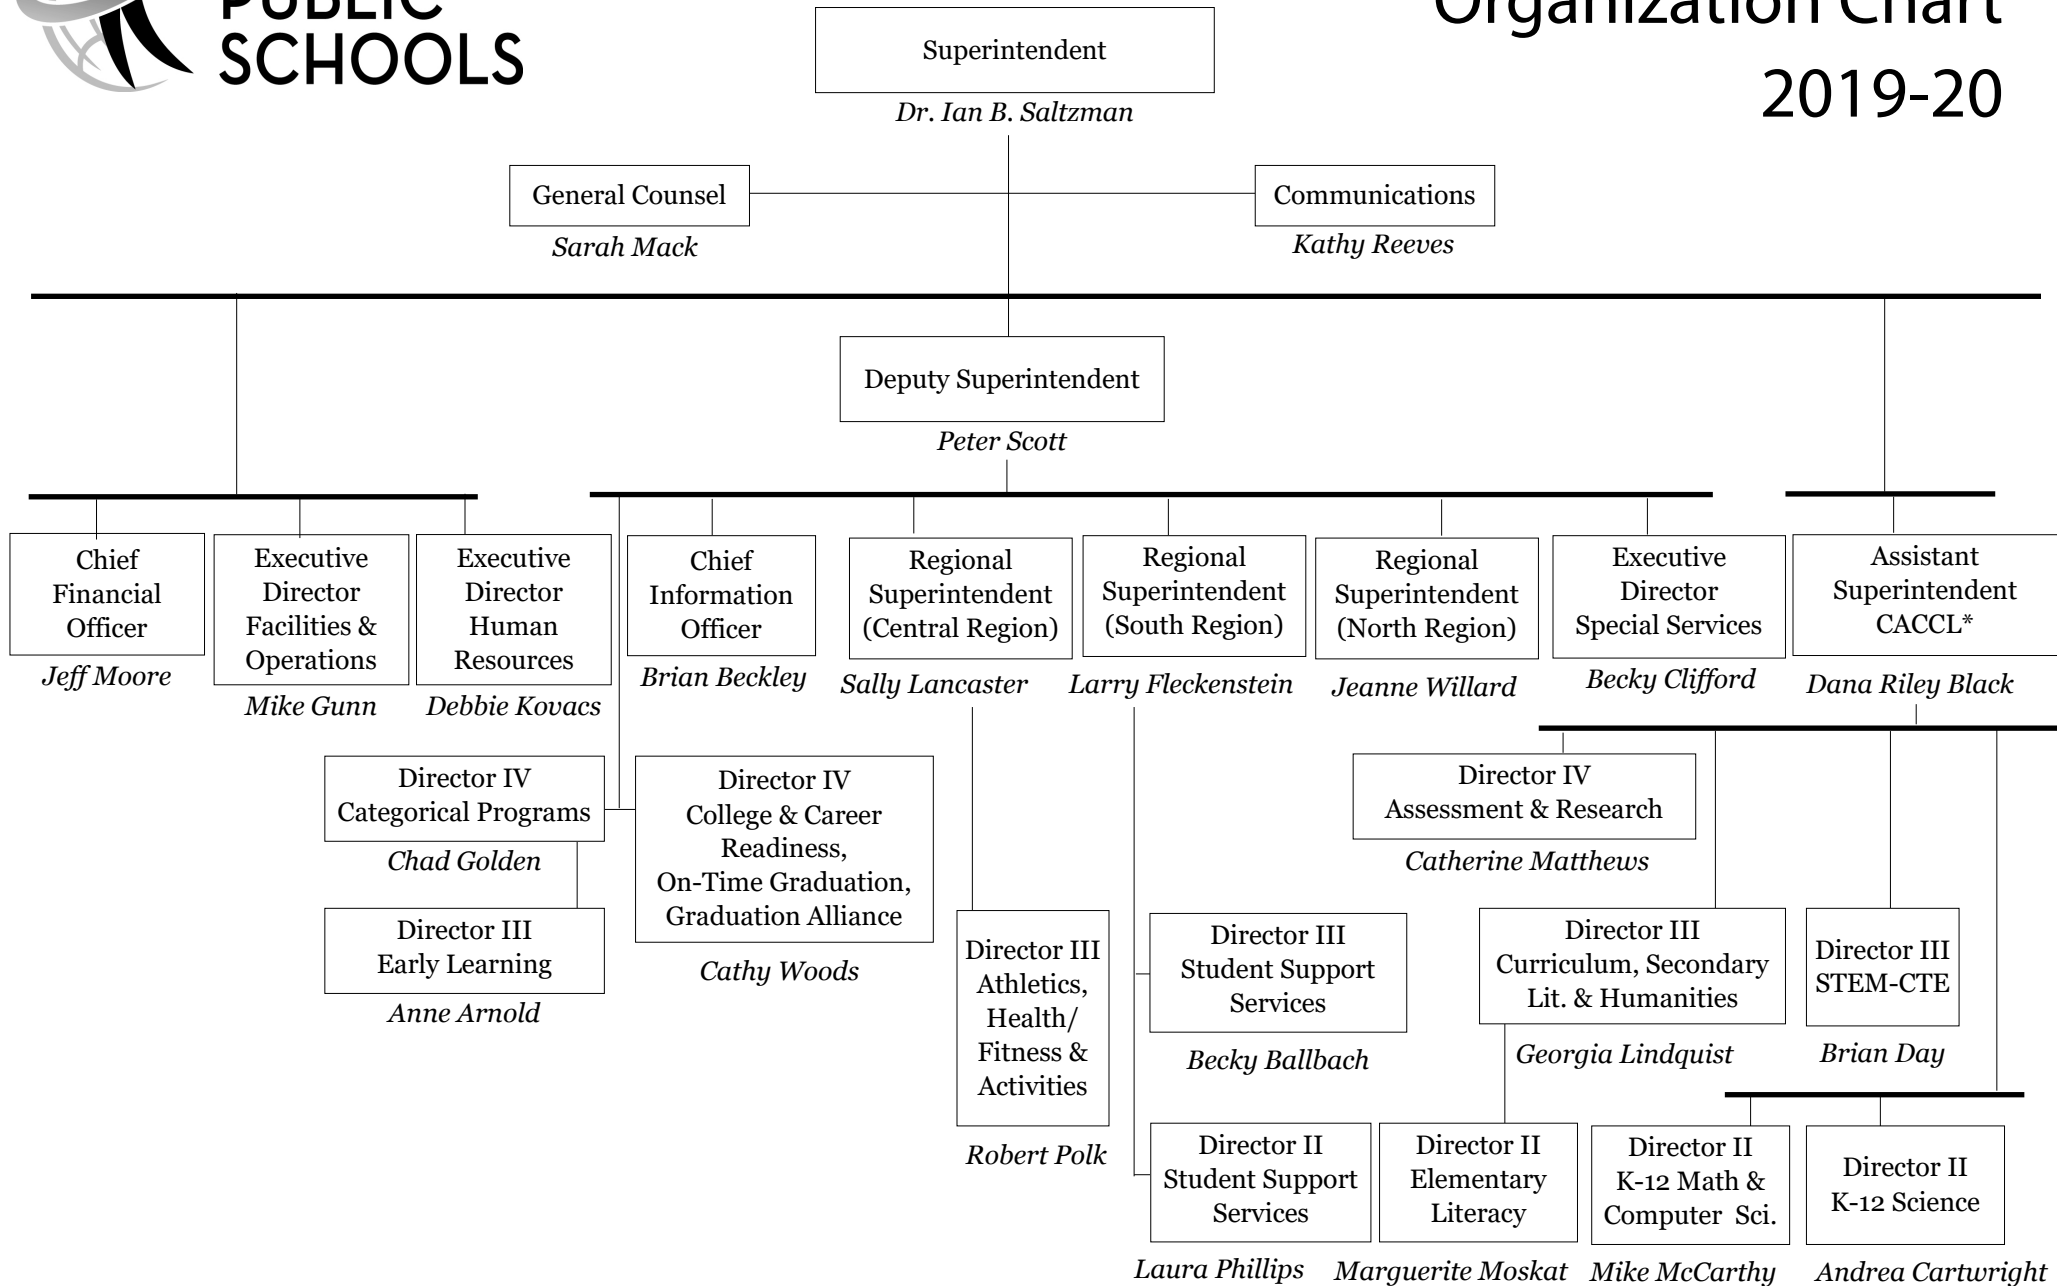 PUBLIC
SCHOOLS
Organization Chart
2019-20
Superintendent
Dr. Ian B. Saltzman
General Counsel
Sarah Mack
Communications
Kathy Reeves
Deputy Superintendent
Peter Scott
Chief
Financial
Officer
Jeff Moore
Executive
Director
Facilities &
Operations
Mike Gunn
Executive
Director
Human
Resources
Debbie Kovacs
Chief
Information
Officer
Brian Beckley
Regional
Superintendent
(Central Region)
Sally Lancaster
Regional
Superintendent
(South Region)
Larry Fleckenstein
Regional
Superintendent
(North Region)
Jeanne Willard
Executive
Director
Special Services
Becky Clifford
Assistant
Superintendent
CACCL*
Dana Riley Black
Director IV
Categorical Programs
Chad Golden
Director IV
College & Career
Readiness,
On-Time Graduation,
Graduation Alliance
Cathy Woods
Director IV
Assessment & Research
Catherine Matthews
Director III
Early Learning
Anne Arnold
Director III
Athletics,
Health/
Fitness &
Activities
Robert Polk
Director III
Student Support
Services
Becky Ballbach
Director III
Curriculum, Secondary
Lit. & Humanities
Georgia Lindquist
Director III
STEM-CTE
Brian Day
Director II
Student Support
Services
Laura Phillips
Director II
Elementary
Literacy
Marguerite Moskat
Director II
K-12 Math &
Computer Sci.
Mike McCarthy
Director II
K-12 Science
Andrea Cartwright